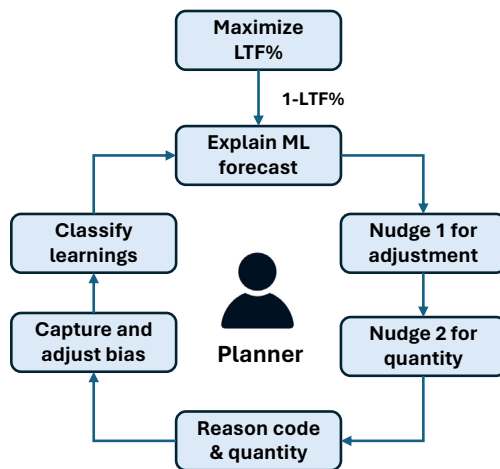 Maximize
LTF%
1-LTF%
Explain ML
forecast
Nudge 1 for
adjustment
Nudge 2 for
quantity
Reason code
& quantity
Capture and
adjust bias
Classify
learnings
Planner